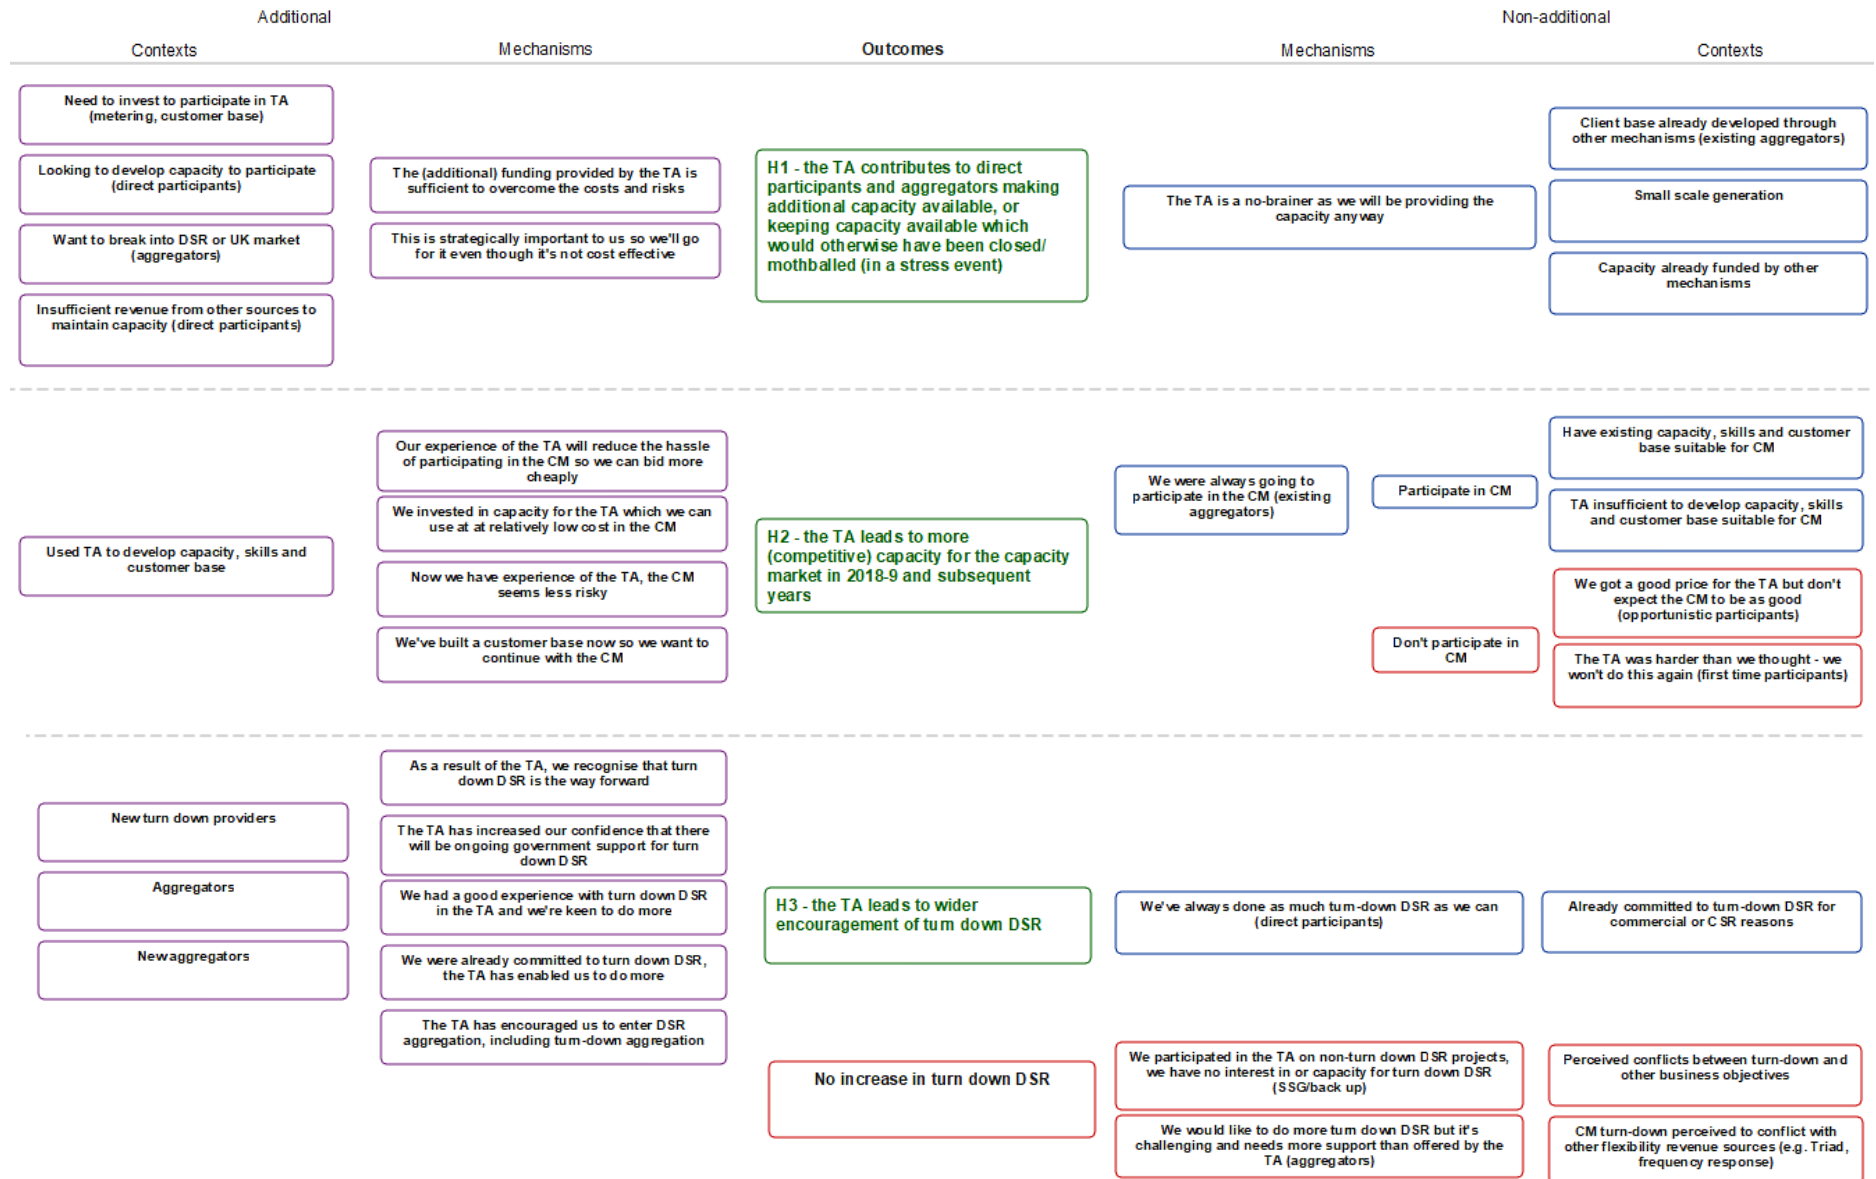 Additional
Non-additional
Contexts
Mechanisms
Outcomes
Mechanisms
Contexts
Need to invest to participate in TA
(metering, customer base)
Looking to develop capacity to participate
(direct participants)
Want to break into DSR or UK market
(aggregators)
Insufficient revenue from other sources to
maintain capacity (direct participants)
The (additional) funding provided by the TA is
sufficient to overcome the costs and risks
This is strategically important to us so we'll go
for it even though it's not cost effective
H1 - the TA contributes to direct
participants and aggregators making
additional capacity available, or
keeping capacity available which
would otherwise have been closed/
mothballed (in a stress event)
The TA is a no-brainer as we will be providing the
capacity anyway
Client base already developed through
other mechanisms (existing aggregators)
Small scale generation
Capacity already funded by other
mechanisms
Used TA to develop capacity, skills and
customer base
Our experience of the TA will reduce the hassle
of participating in the CM so we can bid more
cheaply
We invested in capacity for the TA which we can
use at at relatively low cost in the CM
Now we have experience of the TA, the CM
seems less risky
We've built a customer base now so we want to
continue with the CM
H2 - the TA leads to more
(competitive) capacity for the capacity
market in 2018-9 and subsequent
years
We were always going to
participate in the CM (existing
aggregators)
Participate in CM
Don't participate in
CM
Have existing capacity, skills and customer
base suitable for CM
TA insufficient to develop capacity, skills
and customer base suitable for CM
We got a good price for the TA but don't
expect the CM to be as good
(opportunistic participants)
The TA was harder than we thought - we
won't do this again (first time participants)
New turn down providers
Aggregators
New aggregators
As a result of the TA, we recognise that turn
down DSR is the way forward
The TA has increased our confidence that there
will be ongoing government support for turn
down DSR
We had a good experience with turn down DSR
in the TA and we're keen to do more
We were already committed to turn down DSR,
the TA has enabled us to do more
The TA has encouraged us to enter DSR
aggregation, including turn-down aggregation
H3 - the TA leads to wider
encouragement of turn down DSR
No increase in turn down DSR
We've always done as much turn-down DSR as we can
(direct participants)
We participated in the TA on non-turn down DSR projects,
we have no interest in or capacity for turn down DSR
(SSG/back up)
We would like to do more turn down DSR but it's
challenging and needs more support than offered by the
TA (aggregators)
Already committed to turn-down DSR for
commercial or CSR reasons
Perceived conflicts between turn-down and
other business objectives
CM turn-down perceived to conflict with
other flexibility revenue sources (e.g. Triad,
frequency response)